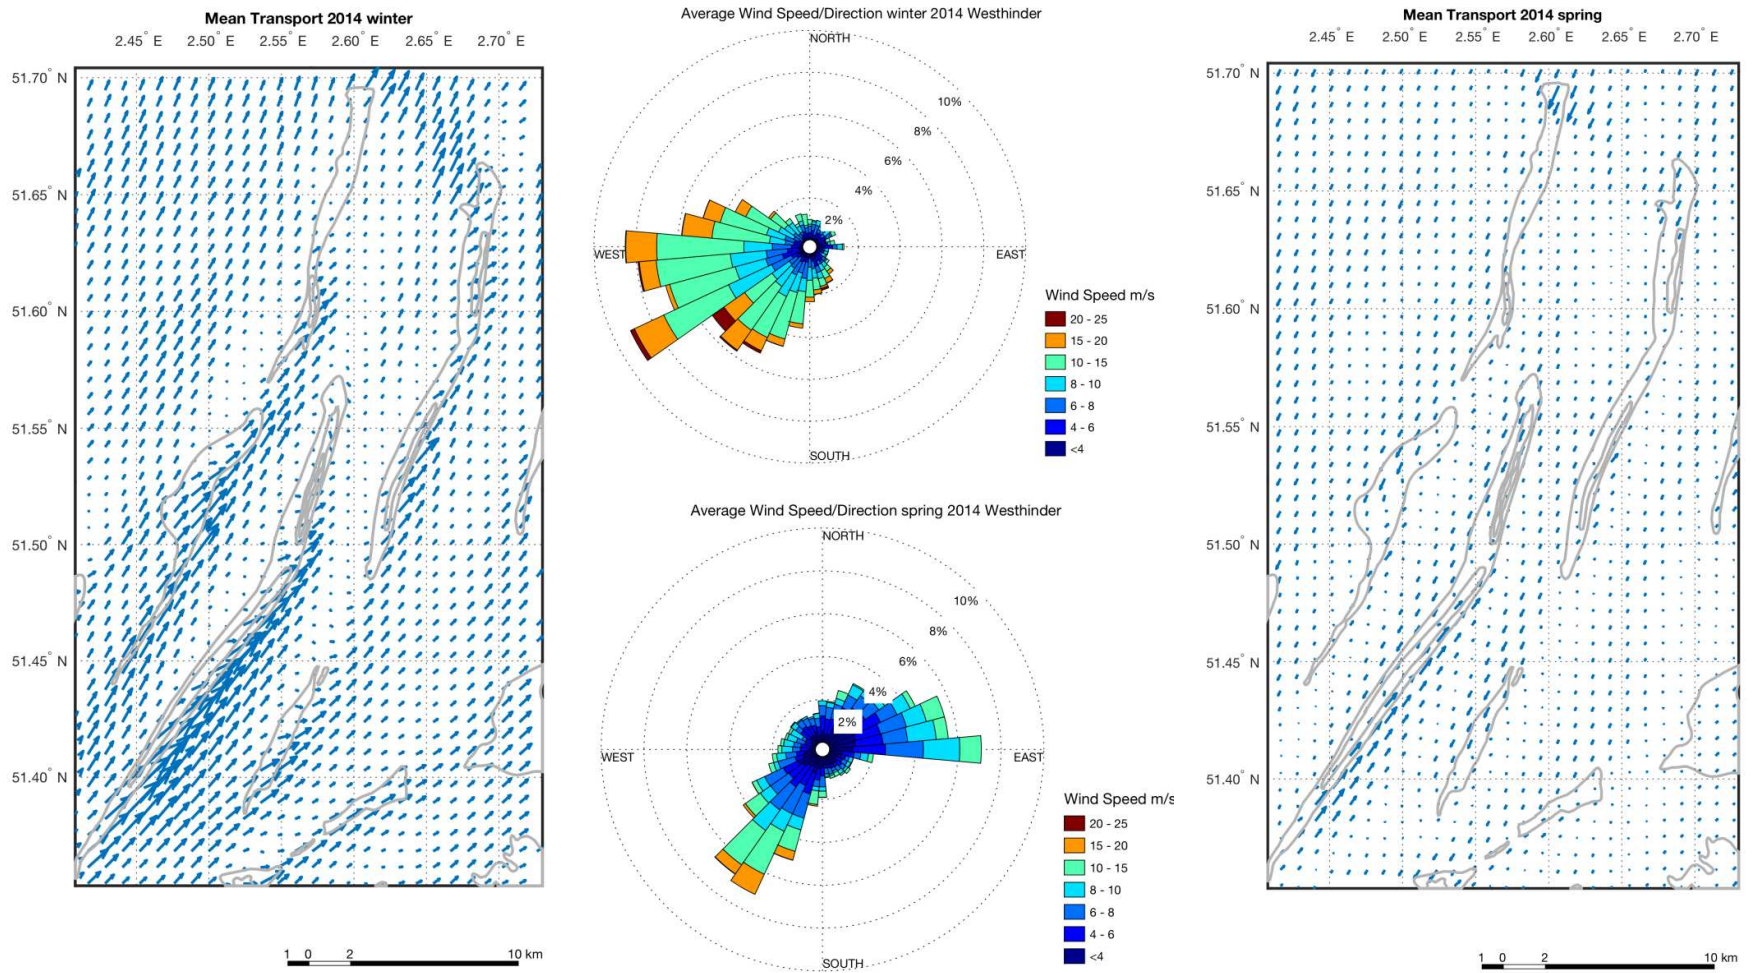 Mean Transport 2014 winter
2.45° E 2.50° E 2.55° E 2.60° E 2.65° E 2.70° E
51.70° N
51.65° N
51.60° N
51.55° N
51.50° N
51.45° N
51.40° N
1 0 2 10 km
Average Wind Speed/Direction winter 2014 Westhinder
NORTH
10%
8%
6%
4%
2%
WEST
EAST
SOUTH
Wind Speed m/s
20 - 25
15 - 20
10 - 15
8 - 10
6 - 8
4 - 6
<4
Average Wind Speed/Direction spring 2014 Westhinder
NORTH
10%
8%
6%
4%
2%
WEST
EAST
SOUTH
Wind Speed m/s
20 - 25
15 - 20
10 - 15
8 - 10
6 - 8
4 - 6
<4
Mean Transport 2014 spring
2.45° E 2.50° E 2.55° E 2.60° E 2.65° E 2.70° E
51.70° N
51.65° N
51.60° N
51.55° N
51.50° N
51.45° N
51.40° N
1 0 2 10 km